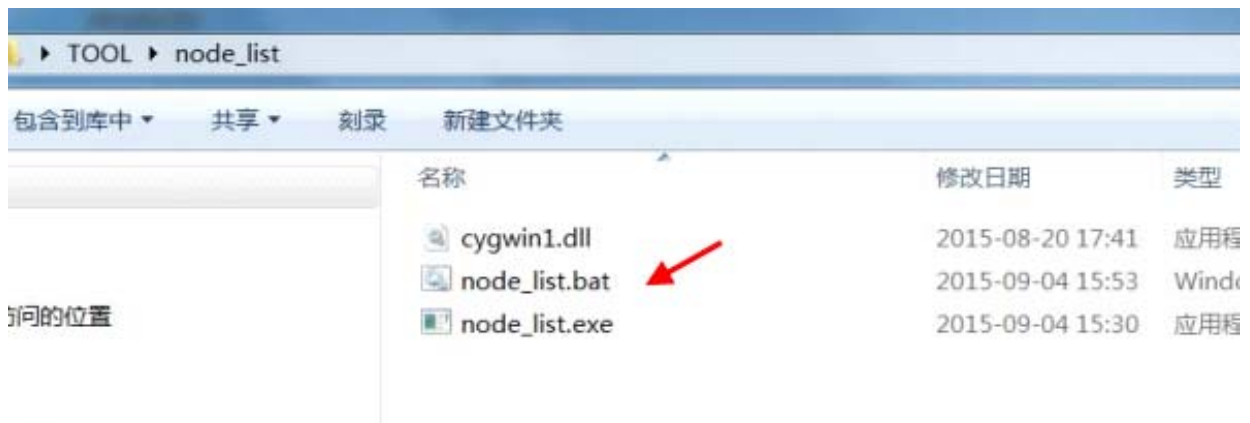 TOOL node_list
包含到库中 共享 刻录 新建文件夹
名称 修改日期 类型
cygwin1.dll 2015-08-20 17:41 应用程
node_list.bat 2015-09-04 15:53 Windo
问的位置
node_list.exe 2015-09-04 15:30 应用程